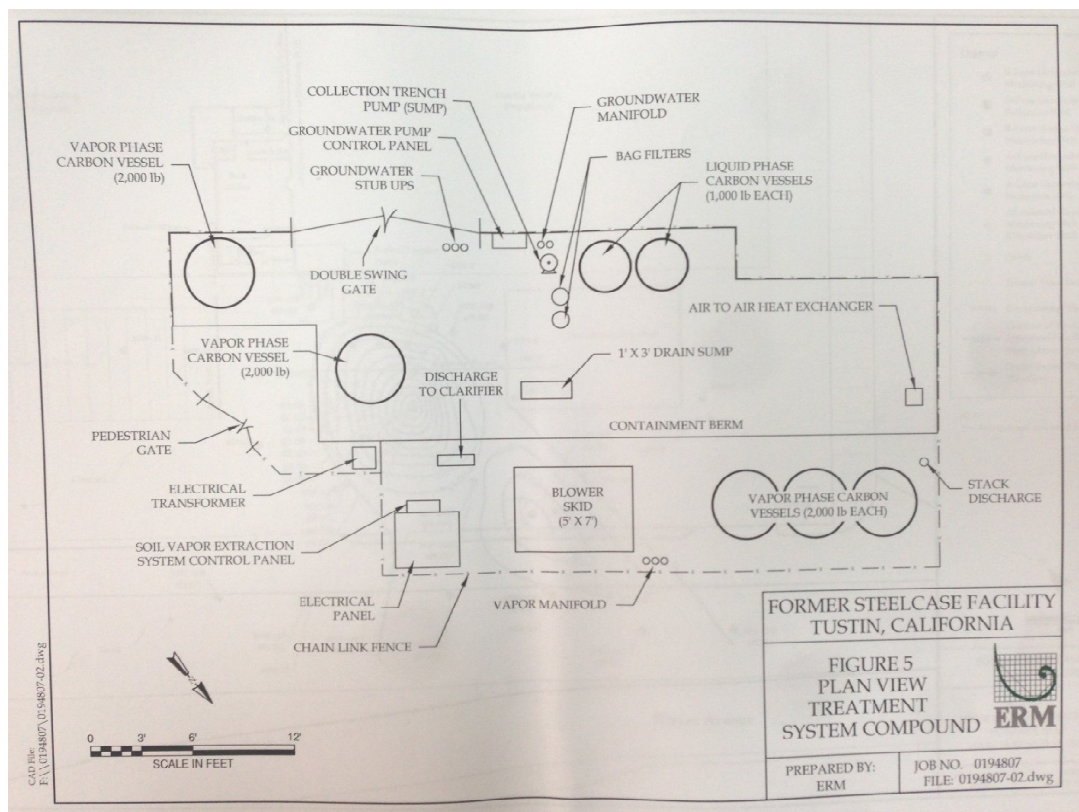 COLLECTION TRENCH
PUMP (SUMP)
GROUNDWATER
MANIFOLD
GROUNDWATER PUMP
CONTROL PANEL
VAPOR PHASE
CARBON VESSEL
(2,000 lb)
BAG FILTERS
GROUNDWATER
STUB UPS
LIQUID PHASE
CARBON VESSELS
(1,000 lb EACH)
DOUBLE SWING
GATE
AIR TO AIR HEAT EXCHANGER
VAPOR PHASE
CARBON VESSEL
(2,000 lb)
1' X 3' DRAIN SUMP
DISCHARGE
TO CLARIFIER
CONTAINMENT BERM
PEDESTRIAN
GATE
ELECTRICAL
TRANSFORMER
BLOWER
SKID
(5' X 7')
VAPOR PHASE CARBON
VESSELS (2,000 lb EACH)
STACK
DISCHARGE
SOIL VAPOR EXTRACTION
SYSTEM CONTROL PANEL
ELECTRICAL
PANEL
VAPOR MANIFOLD
CHAIN LINK FENCE
FORMER STEELCASE FACILITY
TUSTIN, CALIFORNIA
FIGURE 5
PLAN VIEW
TREATMENT
SYSTEM COMPOUND
ERM
PREPARED BY:
ERM
JOB NO. 0194807
FILE: 0194807-02.dwg
N
0 3' 6' 12'
SCALE IN FEET
CAD File:
F:\\0194807\0194807-02.dwg